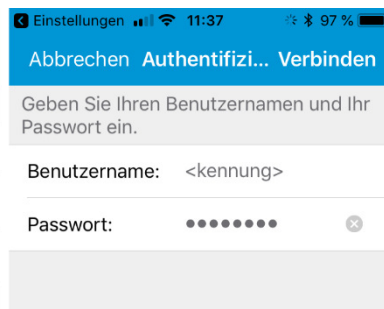 Einstellungen 11:37 97 %
Abbrechen Authentifizi... Verbinden
Geben Sie Ihren Benutzernamen und Ihr
Passwort ein.
Benutzername: <kennung>
Passwort: ••••••••